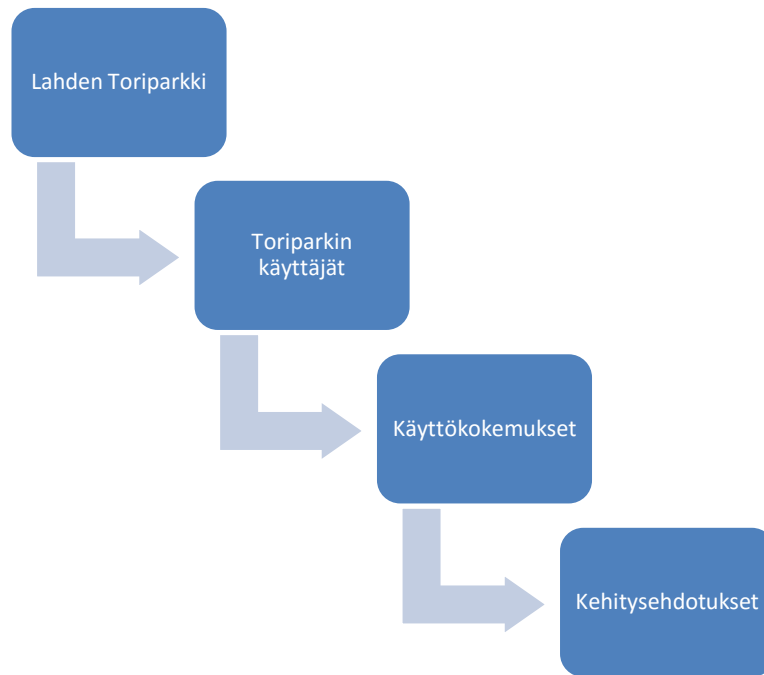 Lahden Toriparkki
Toriparkin
käyttäjät
Käyttökokemukset
Kehitysehdotukset